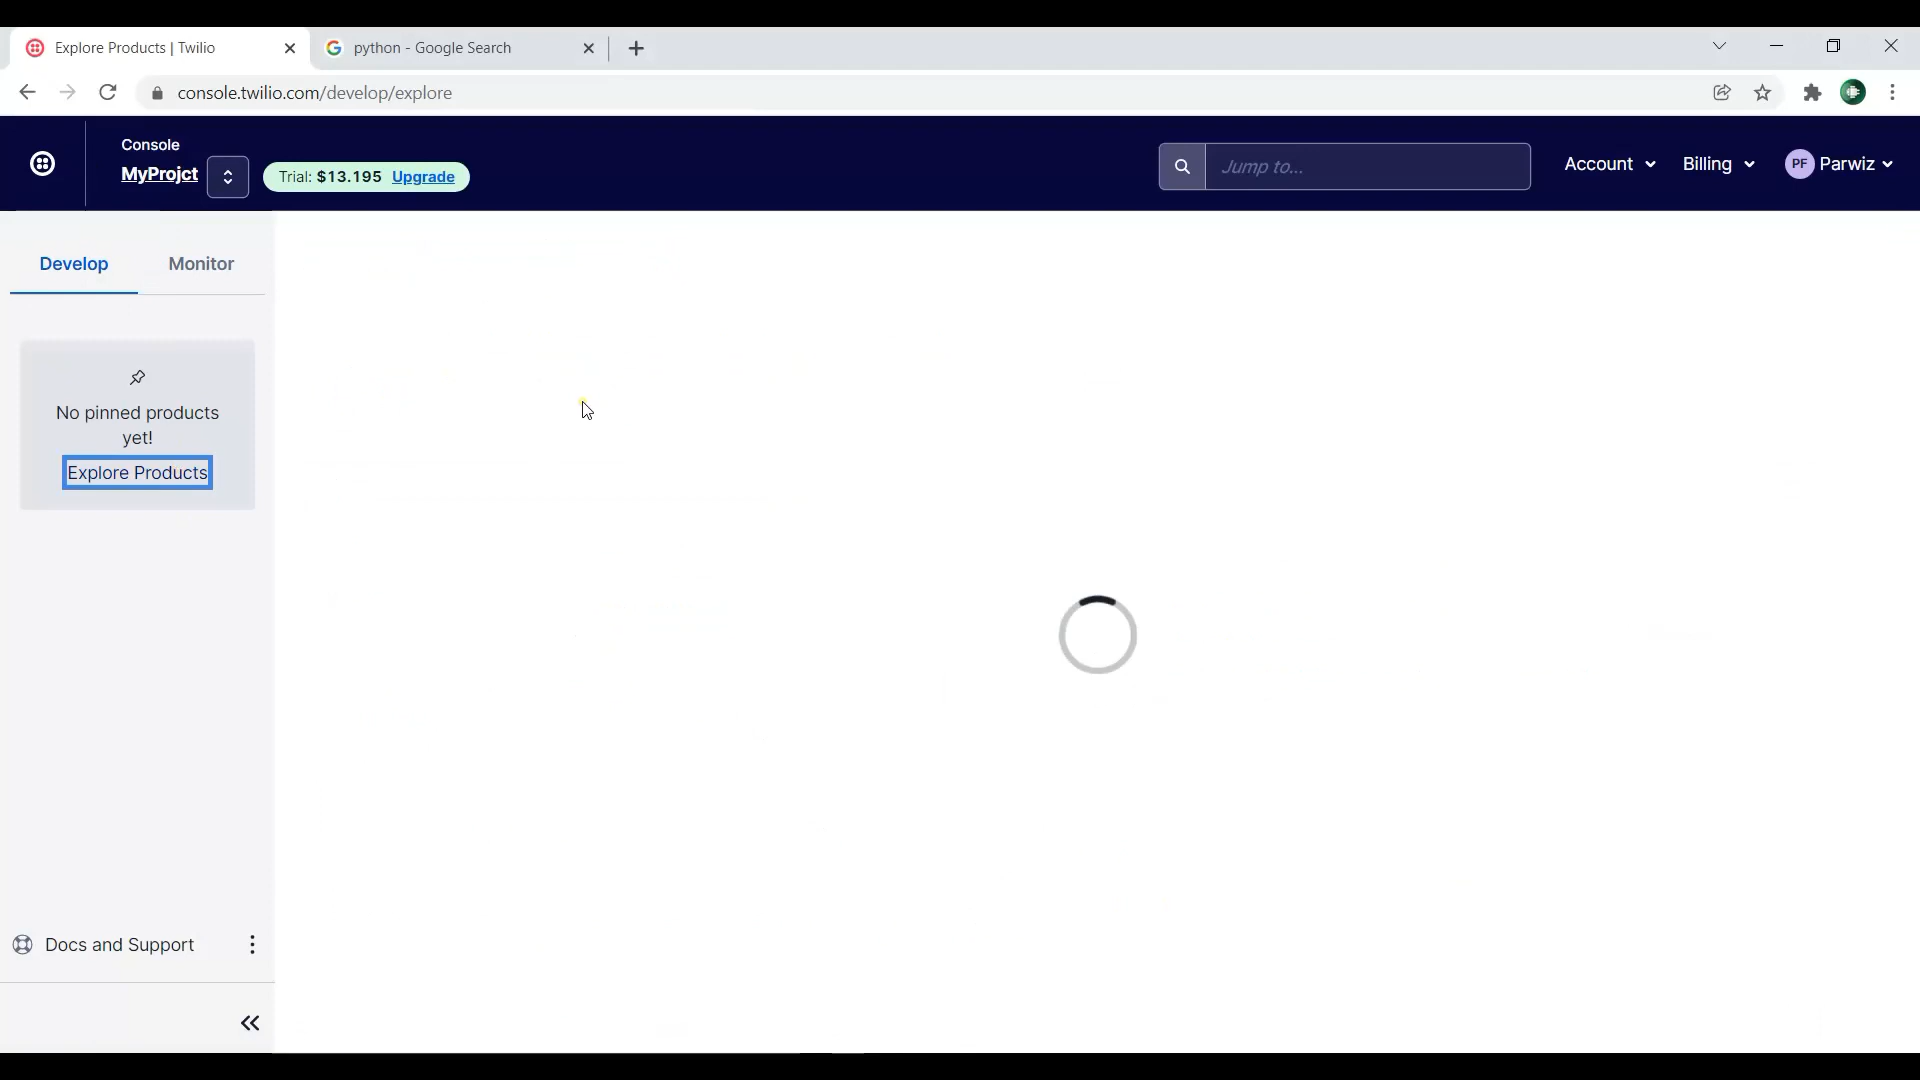 Explore Products | Twilio
python - Google Search
console.twilio.com/develop/explore
Console
MyProjct
Trial: $13.195 Upgrade
Jump to...
Account
Billing
PF Parwiz
Develop
Monitor
No pinned products
yet!
Explore Products
Docs and Support